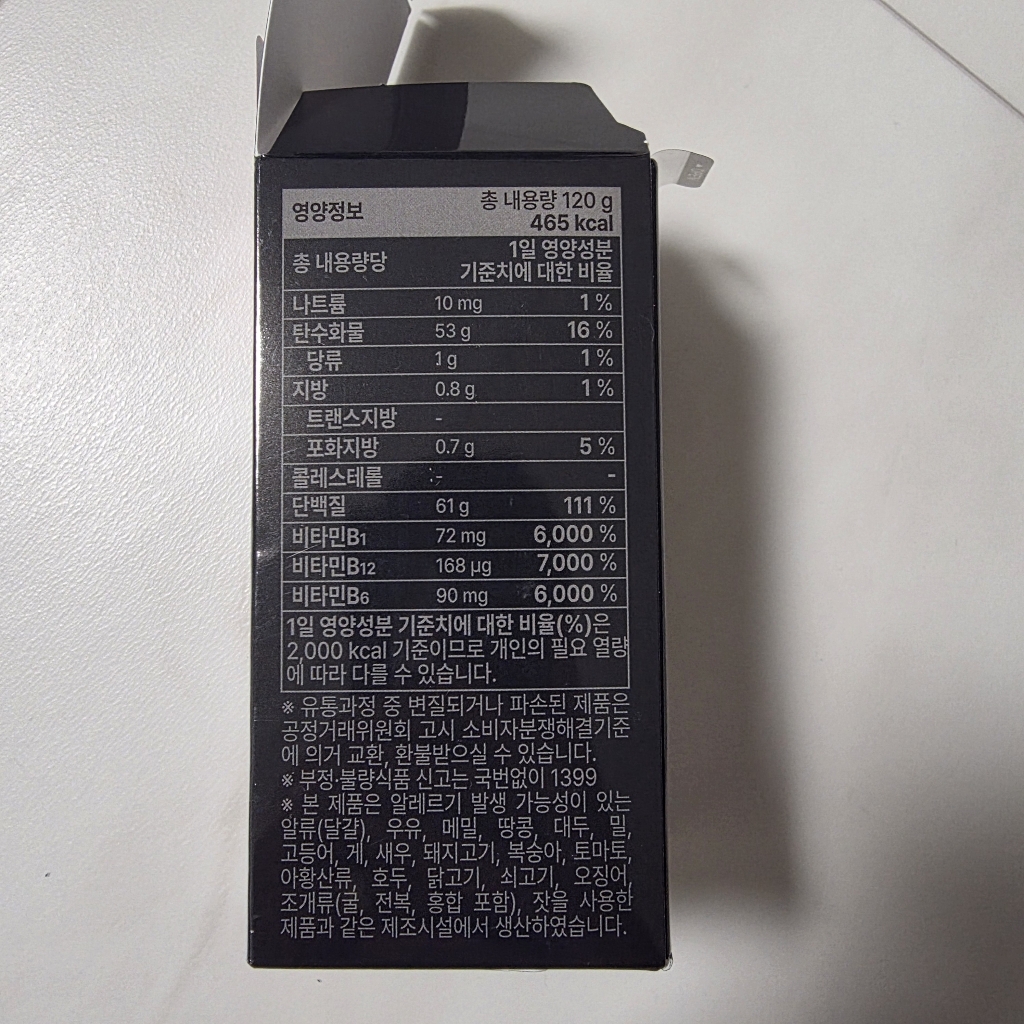 영양정보 총 내용량 120 g
465 kcal
총 내용량당 1일 영양성분
기준치에 대한 비율
나트륨 10 mg 1 %
탄수화물 53 g 16 %
당류 1 g 1 %
지방 0.8 g 1 %
트랜스지방 -
포화지방 0.7 g 5 %
콜레스테롤 - -
단백질 61 g 111 %
비타민B1 72 mg 6,000 %
비타민B12 168 µg 7,000 %
비타민B6 90 mg 6,000 %
1일 영양성분 기준치에 대한 비율(%)은
2,000 kcal 기준이므로 개인의 필요 열량
에 따라 다를 수 있습니다.
※ 유통과정 중 변질되거나 파손된 제품은
공정거래위원회 고시 소비자분쟁해결기준
에 의거 교환, 환불받으실 수 있습니다.
※ 부정·불량식품 신고는 국번없이 1399
※ 본 제품은 알레르기 발생 가능성이 있는
알류(달걀), 우유, 메밀, 땅콩, 대두, 밀,
고등어, 게, 새우, 돼지고기, 복숭아, 토마토,
아황산류, 호두, 닭고기, 쇠고기, 오징어,
조개류(굴, 전복, 홍합 포함), 잣을 사용한
제품과 같은 제조시설에서 생산하였습니다.